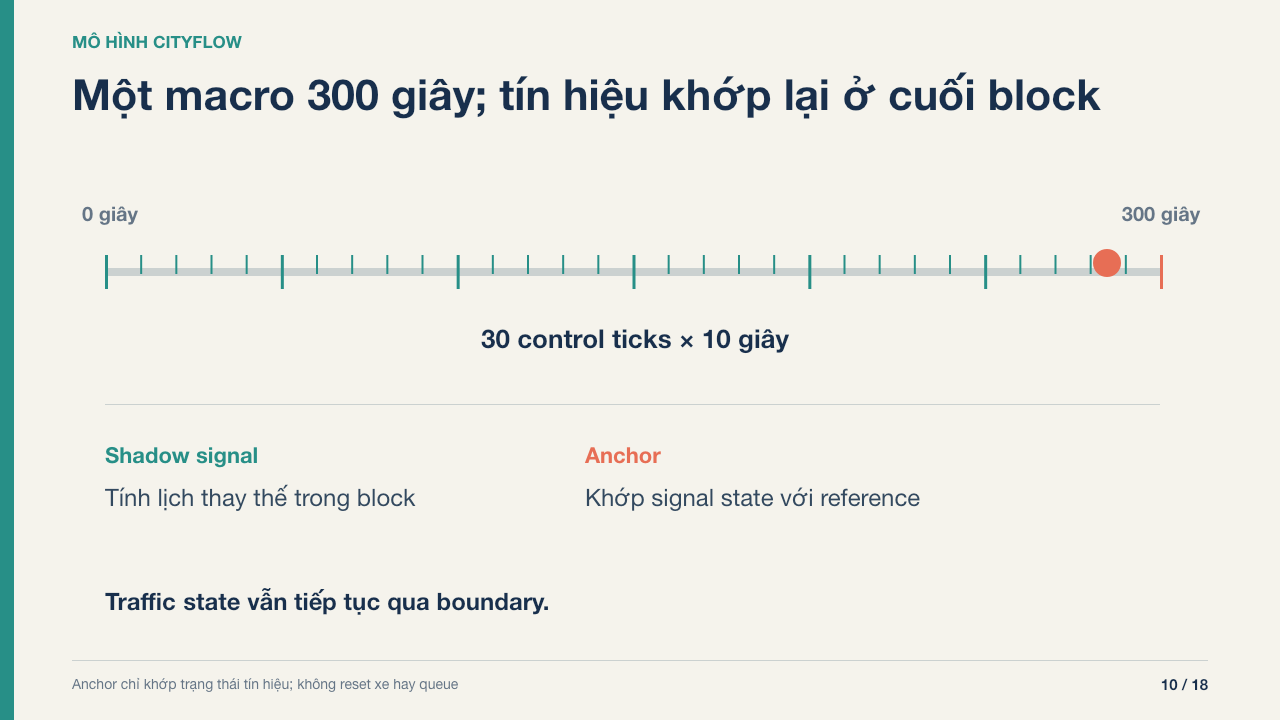 MÔ HÌNH CITYFLOW
Một macro 300 giây; tín hiệu khớp lại ở cuối block
0 giây
300 giây
30 control ticks × 10 giây
Shadow signal
Anchor
Tính lịch thay thế trong block
Khớp signal state với reference
Traffic state vẫn tiếp tục qua boundary.
Anchor chỉ khớp trạng thái tín hiệu; không reset xe hay queue
10 / 18